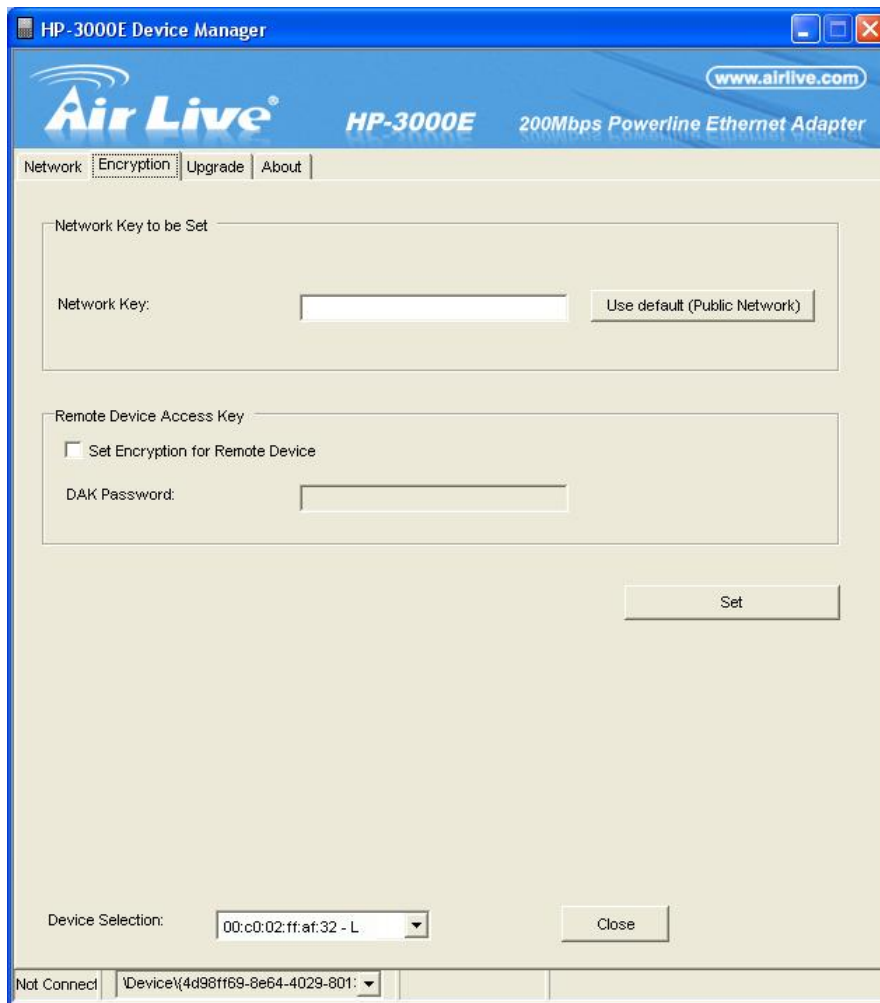 HP-3000E Device Manager
www.airlive.com
Air Live®
HP-3000E
200Mbps Powerline Ethernet Adapter
Network Encryption Upgrade About
Network Key to be Set
Network Key:
Use default (Public Network)
Remote Device Access Key
Set Encryption for Remote Device
DAK Password:
Set
Device Selection:
00:c0:02:ff:af:32 - L
Close
Not Connect
\Device\{4d98ff69-8e64-4029-801